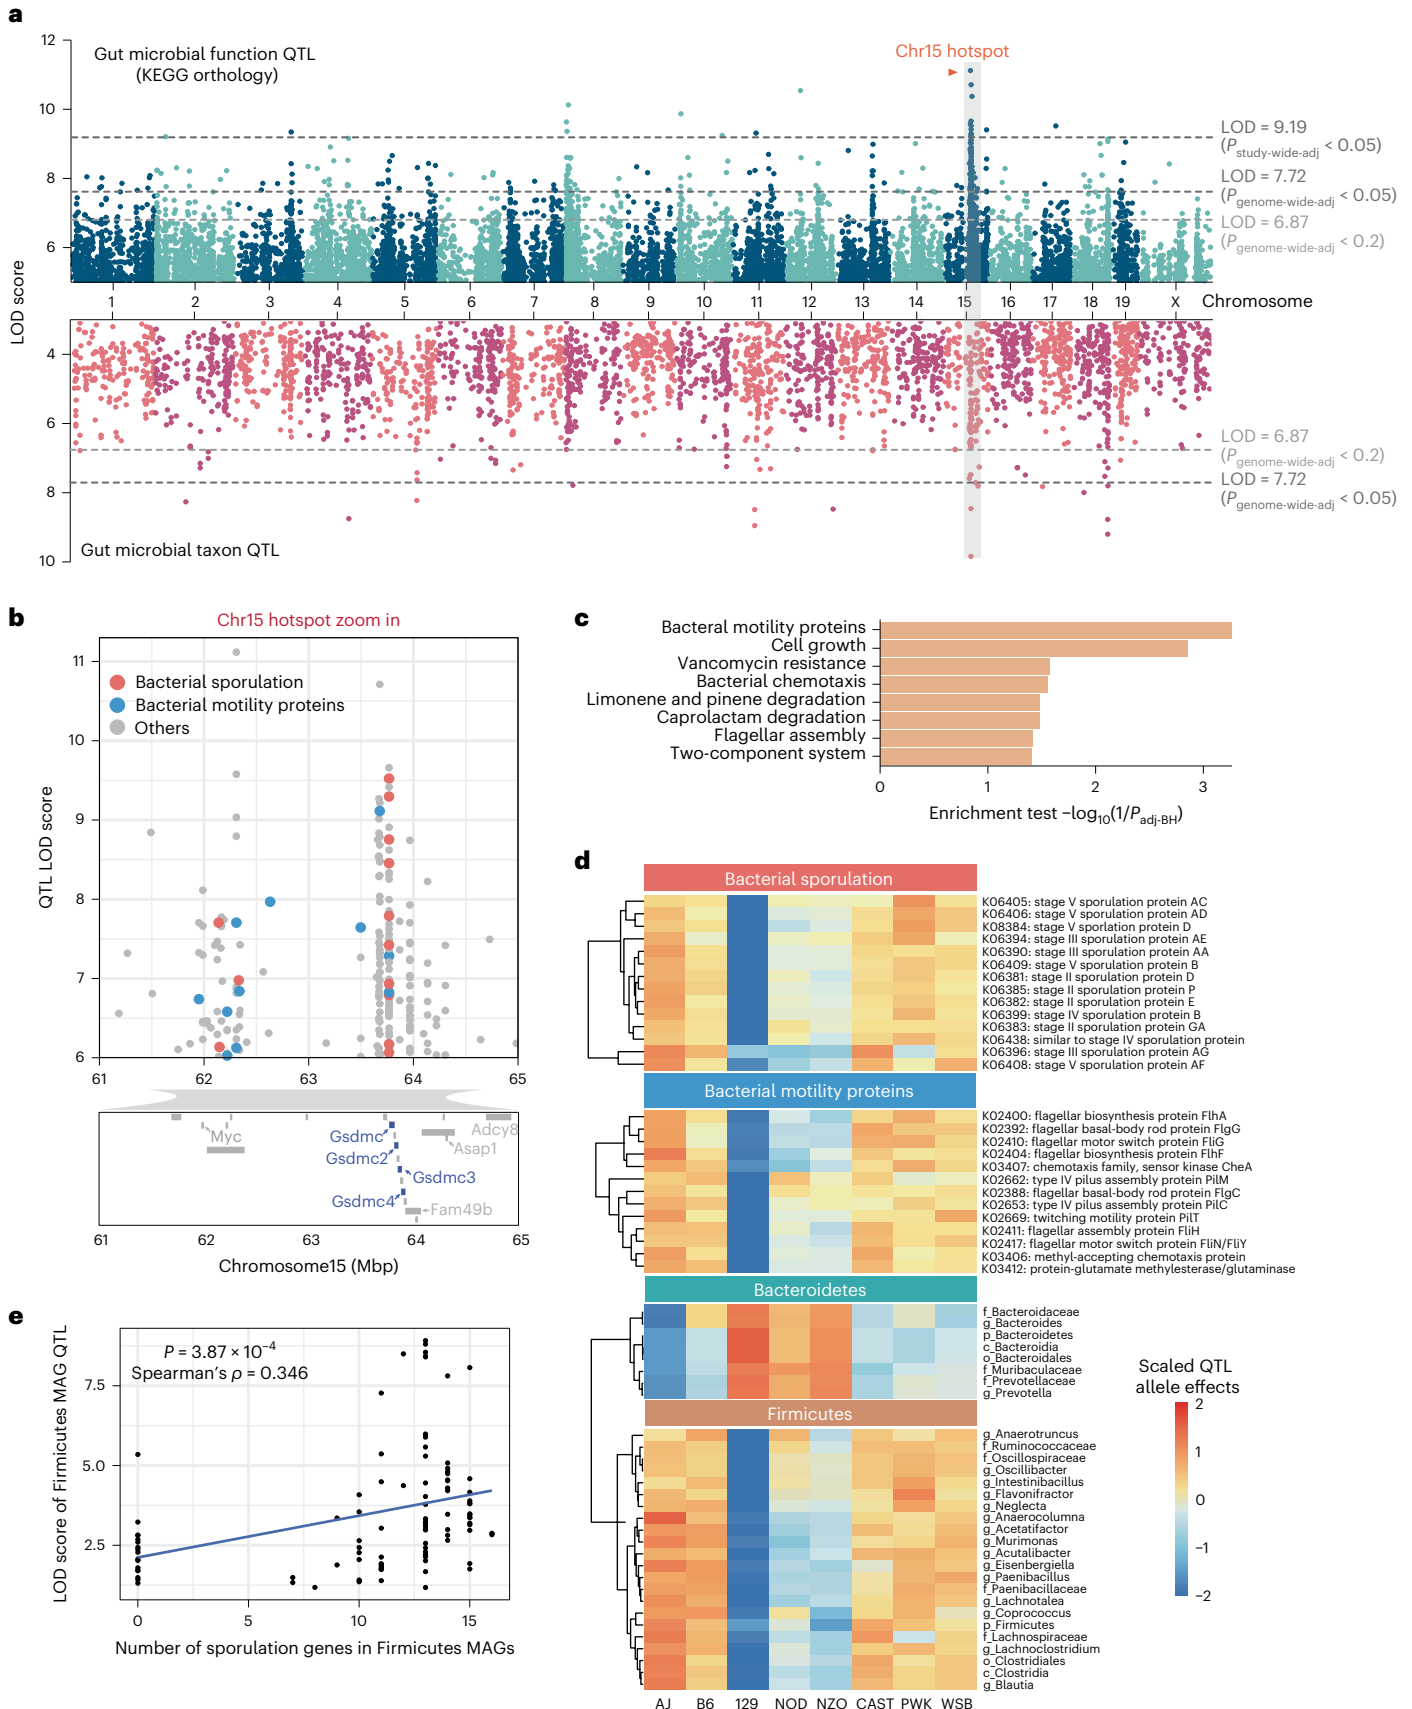 a
Gut microbial function QTL
(KEGG orthology)
Chr15 hotspot
12
10
8
6
LOD = 9.19
(Pstudy-wide-adj < 0.05)
LOD = 7.72
(Pgenome-wide-adj < 0.05)
LOD = 6.87
(Pgenome-wide-adj < 0.2)
LOD score
1 2 3 4 5 6 7 8 9 10 11 12 13 14 15 16 17 18 19 X Chromosome
4
6
8
10
LOD = 6.87
(Pgenome-wide-adj < 0.2)
LOD = 7.72
(Pgenome-wide-adj < 0.05)
Gut microbial taxon QTL
b
Chr15 hotspot zoom in
QTL LOD score
11
10
9
8
7
6
Bacterial sporulation
Bacterial motility proteins
Others
61 62 63 64 65
Myc
Gsdmc
Gsdmc2
Gsdmc3
Gsdmc4
Fam49b
Asap1
Adcy8
61 62 63 64 65
Chromosome15 (Mbp)
c
Bacteral motility proteins
Cell growth
Vancomycin resistance
Bacterial chemotaxis
Limonene and pinene degradation
Caprolactam degradation
Flagellar assembly
Two-component system
0 1 2 3
Enrichment test −log10(1/Padj-BH)
d
Bacterial sporulation
K06405: stage V sporulation protein AC
K06406: stage V sporulation protein AD
K08384: stage V sporlation protein D
K06394: stage III sporulation protein AE
K06390: stage III sporulation protein AA
K06409: stage V sporulation protein B
K06381: stage II sporulation protein D
K06385: stage II sporulation protein P
K06382: stage II sporulation protein E
K06399: stage IV sporulation protein B
K06383: stage II sporulation protein GA
K06438: similar to stage IV sporulation protein
K06396: stage III sporulation protein AG
K06408: stage V sporulation protein AF
Bacterial motility proteins
K02400: flagellar biosynthesis protein FlhA
K02392: flagellar basal-body rod protein FlgG
K02410: flagellar motor switch protein FliG
K02404: flagellar biosynthesis protein FlhF
K03407: chemotaxis family, sensor kinase CheA
K02662: type IV pilus assembly protein PilM
K02388: flagellar basal-body rod protein FlgC
K02653: type IV pilus assembly protein PilC
K02669: twitching motility protein PilT
K02411: flagellar assembly protein FliH
K02417: flagellar motor switch protein FliN/FliY
K03406: methyl-accepting chemotaxis protein
K03412: protein-glutamate methylesterase/glutaminase
Bacteroidetes
f_Bacteroidaceae
g_Bacteroides
p_Bacteroidetes
c_Bacteroidia
o_Bacteroidales
f_Muribaculaceae
f_Prevotellaceae
g_Prevotella
Firmicutes
g_Anaerotruncus
f_Ruminococcaceae
f_Oscillospiraceae
g_Oscillibacter
g_Intestinibacillus
g_Flavonifractor
g_Neglecta
g_Anaerocolumna
g_Acetatifactor
g_Murimonas
g_Acutalibacter
g_Eisenbergiella
g_Paenibacillus
f_Paenibacillaceae
g_Lachnotalea
g_Coprococcus
p_Firmicutes
f_Lachnospiraceae
g_Lachnoclostridium
o_Clostridiales
c_Clostridia
g_Blautia
AJ B6 129 NOD NZO CAST PWK WSB
Scaled QTL
allele effects
2
1
0
−1
−2
e
LOD score of Firmicutes MAG QTL
P = 3.87 × 10−4
Spearman's ρ = 0.346
7.5
5.0
2.5
0 5 10 15
Number of sporulation genes in Firmicutes MAGs